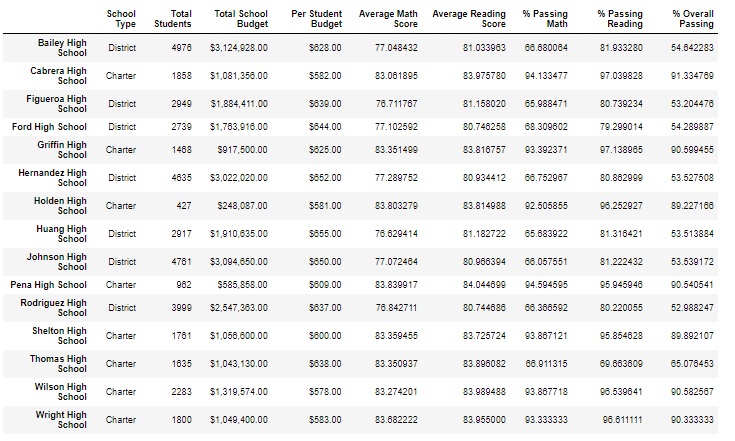 School Type Total Students Total School Budget Per Student Budget Average Math Score Average Reading Score % Passing Math % Passing Reading % Overall Passing
Bailey High School District 4976 $3,124,928.00 $628.00 77.048432 81.033963 66.680064 81.933280 54.642283
Cabrera High School Charter 1858 $1,081,356.00 $582.00 83.061895 83.975780 94.133477 97.039828 91.334769
Figueroa High School District 2949 $1,884,411.00 $639.00 76.711767 81.158020 65.988471 80.739234 53.204476
Ford High School District 2739 $1,763,916.00 $644.00 77.102592 80.746258 68.309602 79.299014 54.289887
Griffin High School Charter 1468 $917,500.00 $625.00 83.351499 83.816757 93.392371 97.138965 90.599455
Hernandez High School District 4635 $3,022,020.00 $652.00 77.289752 80.934412 66.752967 80.862999 53.527508
Holden High School Charter 427 $248,087.00 $581.00 83.803279 83.814988 92.505855 96.252927 89.227166
Huang High School District 2917 $1,910,635.00 $655.00 76.629414 81.182722 65.683922 81.316421 53.513884
Johnson High School District 4761 $3,094,650.00 $650.00 77.072464 80.966394 66.057551 81.222432 53.539172
Pena High School Charter 962 $585,858.00 $609.00 83.839917 84.044699 94.594595 95.945946 90.540541
Rodriguez High School District 3999 $2,547,363.00 $637.00 76.842711 80.744686 66.366592 80.220055 52.988247
Shelton High School Charter 1761 $1,056,600.00 $600.00 83.359455 83.725724 93.867121 95.854628 89.892107
Thomas High School Charter 1635 $1,043,130.00 $638.00 83.350937 83.896082 66.911315 69.663609 65.076453
Wilson High School Charter 2283 $1,319,574.00 $578.00 83.274201 83.989488 93.867718 96.539641 90.582567
Wright High School Charter 1800 $1,049,400.00 $583.00 83.682222 83.955000 93.333333 96.611111 90.333333